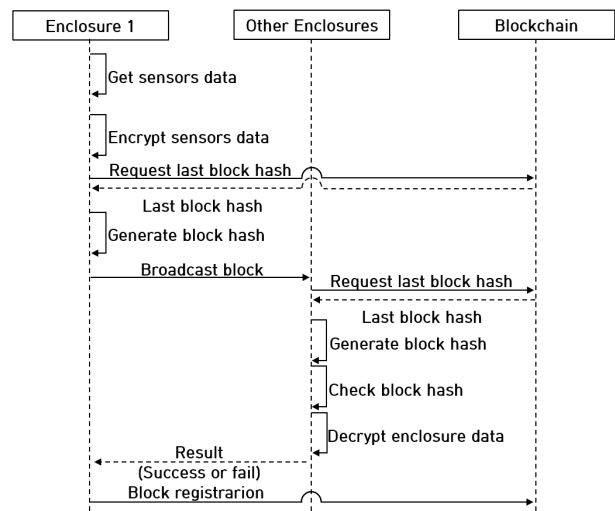 Enclosure 1
Other Enclosures
Blockchain
Get sensors data
Encrypt sensors data
Request last block hash
Last block hash
Generate block hash
Broadcast block
Request last block hash
Last block hash
Generate block hash
Check block hash
Decrypt enclosure data
Result
(Success or fail)
Block registrarion